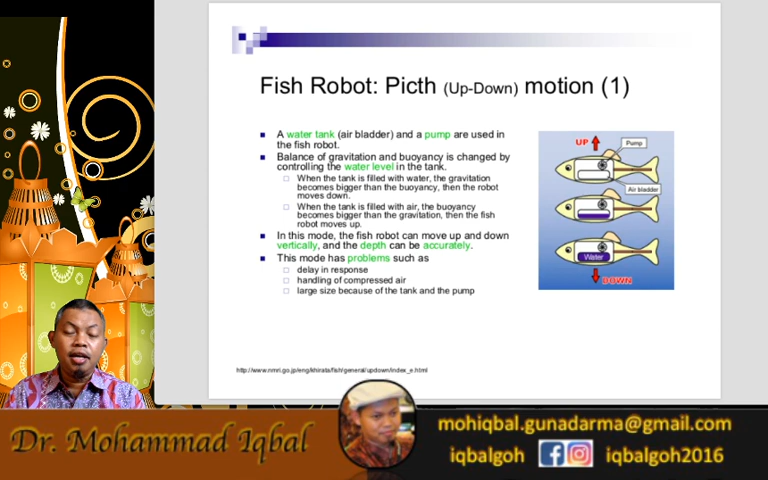 Fish Robot: Picth (Up-Down) motion (1)
A water tank (air bladder) and a pump are used in
the fish robot.
Balance of gravitation and buoyancy is changed by
controlling the water level in the tank.
When the tank is filled with water, the gravitation
becomes bigger than the buoyancy, then the robot
moves down.
When the tank is filled with air, the buoyancy
becomes bigger than the gravitation, then the fish
robot moves up.
In this mode, the fish robot can move up and down
vertically, and the depth can be accurately.
This mode has problems such as
delay in response
handling of compressed air
large size because of the tank and the pump
UP
Pump
Air bladder
Water
DOWN
http://www.nmri.go.jp/eng/khirata/fish/general/updown/index_e.html
Dr. Mohammad Iqbal
mohiqbal.gunadarma@gmail.com
iqbalgoh
iqbalgoh2016